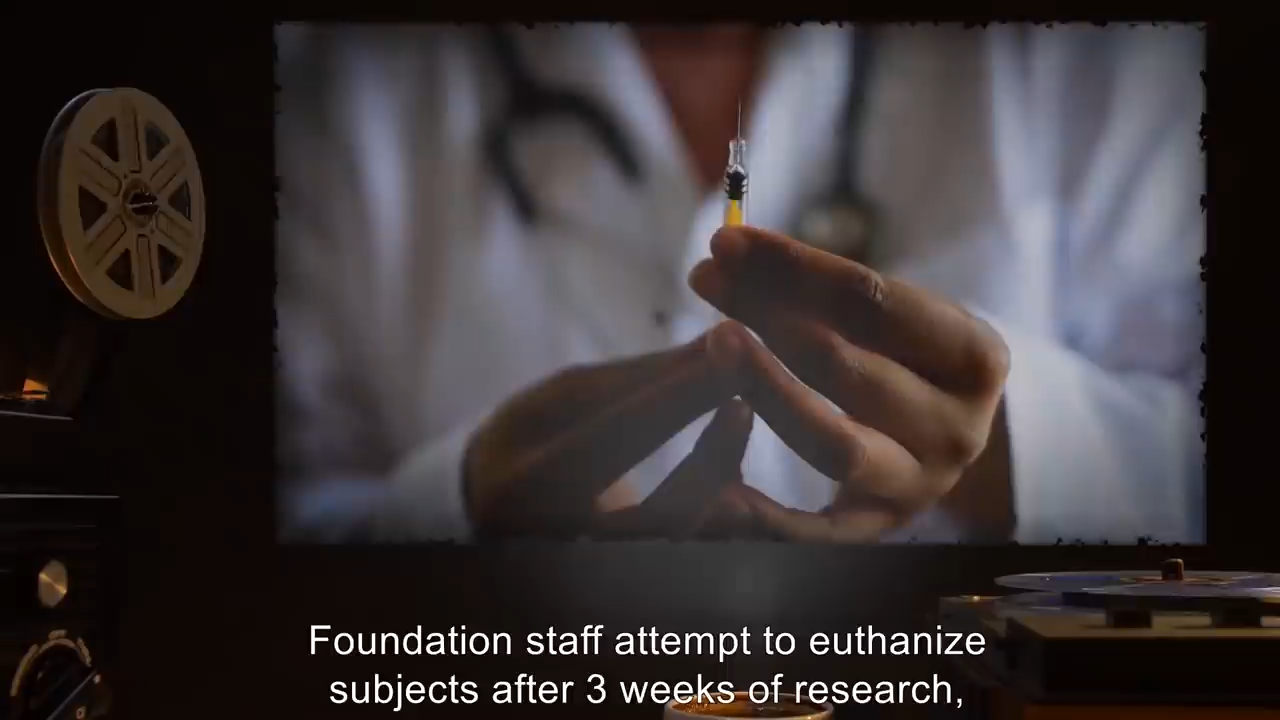 Foundation staff attempt to euthanize
subjects after 3 weeks of research,